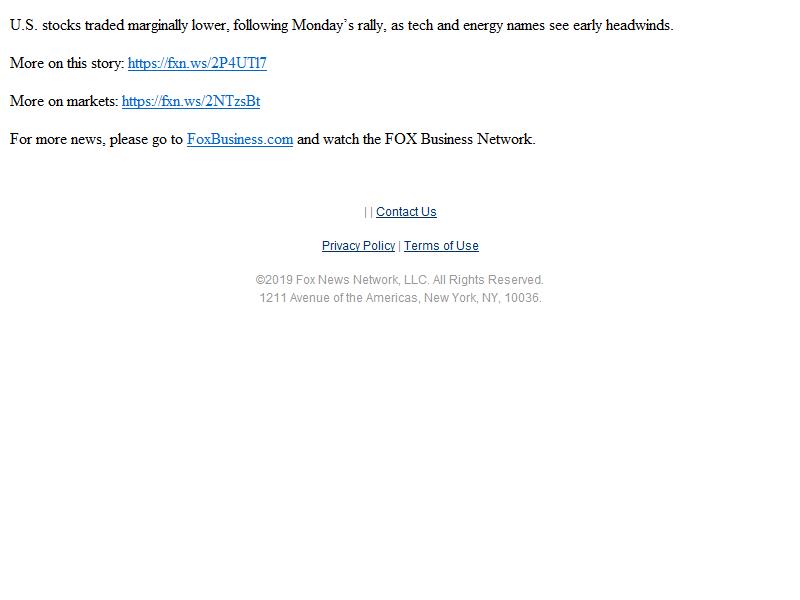 U.S. stocks traded marginally lower, following Monday’s rally, as tech and energy names see early headwinds.
More on this story: https://fxn.ws/2P4UTl7
More on markets: https://fxn.ws/2NTzsBt
For more news, please go to FoxBusiness.com and watch the FOX Business Network.
| | Contact Us
Privacy Policy | Terms of Use
©2019 Fox News Network, LLC. All Rights Reserved.
1211 Avenue of the Americas, New York, NY, 10036.